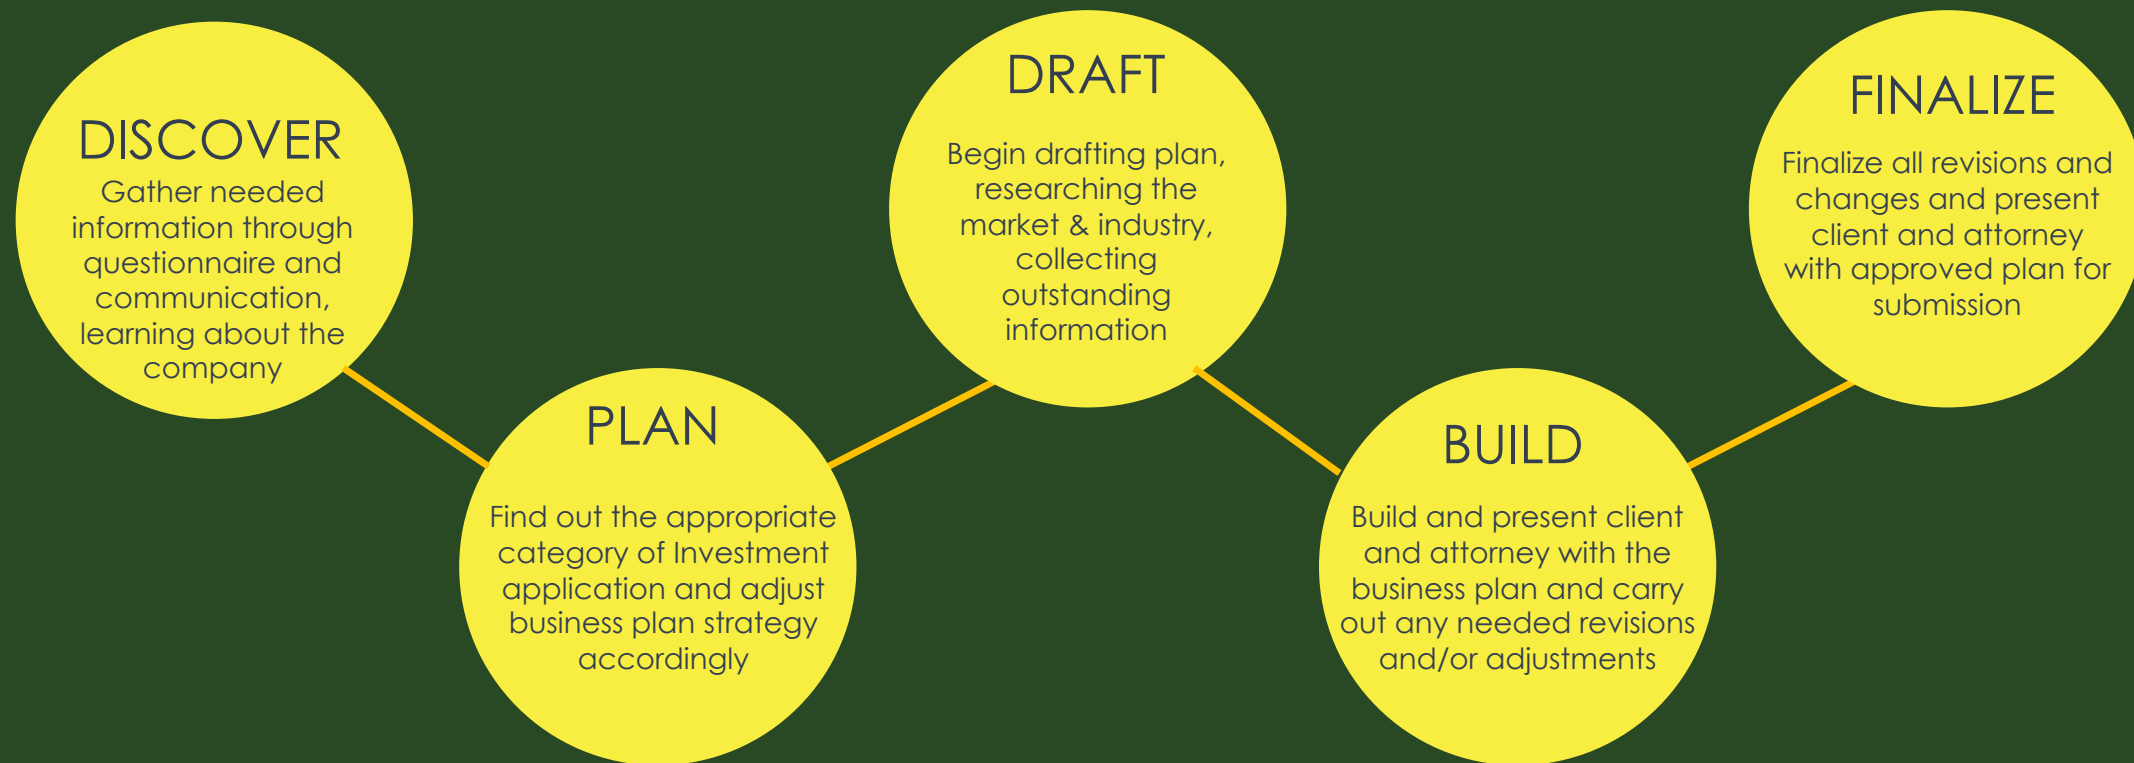 DISCOVER
Gather needed
information through
questionnaire and
communication,
learning about the
company
PLAN
Find out the appropriate
category of Investment
application and adjust
business plan strategy
accordingly
DRAFT
Begin drafting plan,
researching the
market & industry,
collecting
outstanding
information
BUILD
Build and present client
and attorney with the
business plan and carry
out any needed revisions
and/or adjustments
FINALIZE
Finalize all revisions and
changes and present
client and attorney
with approved plan for
submission